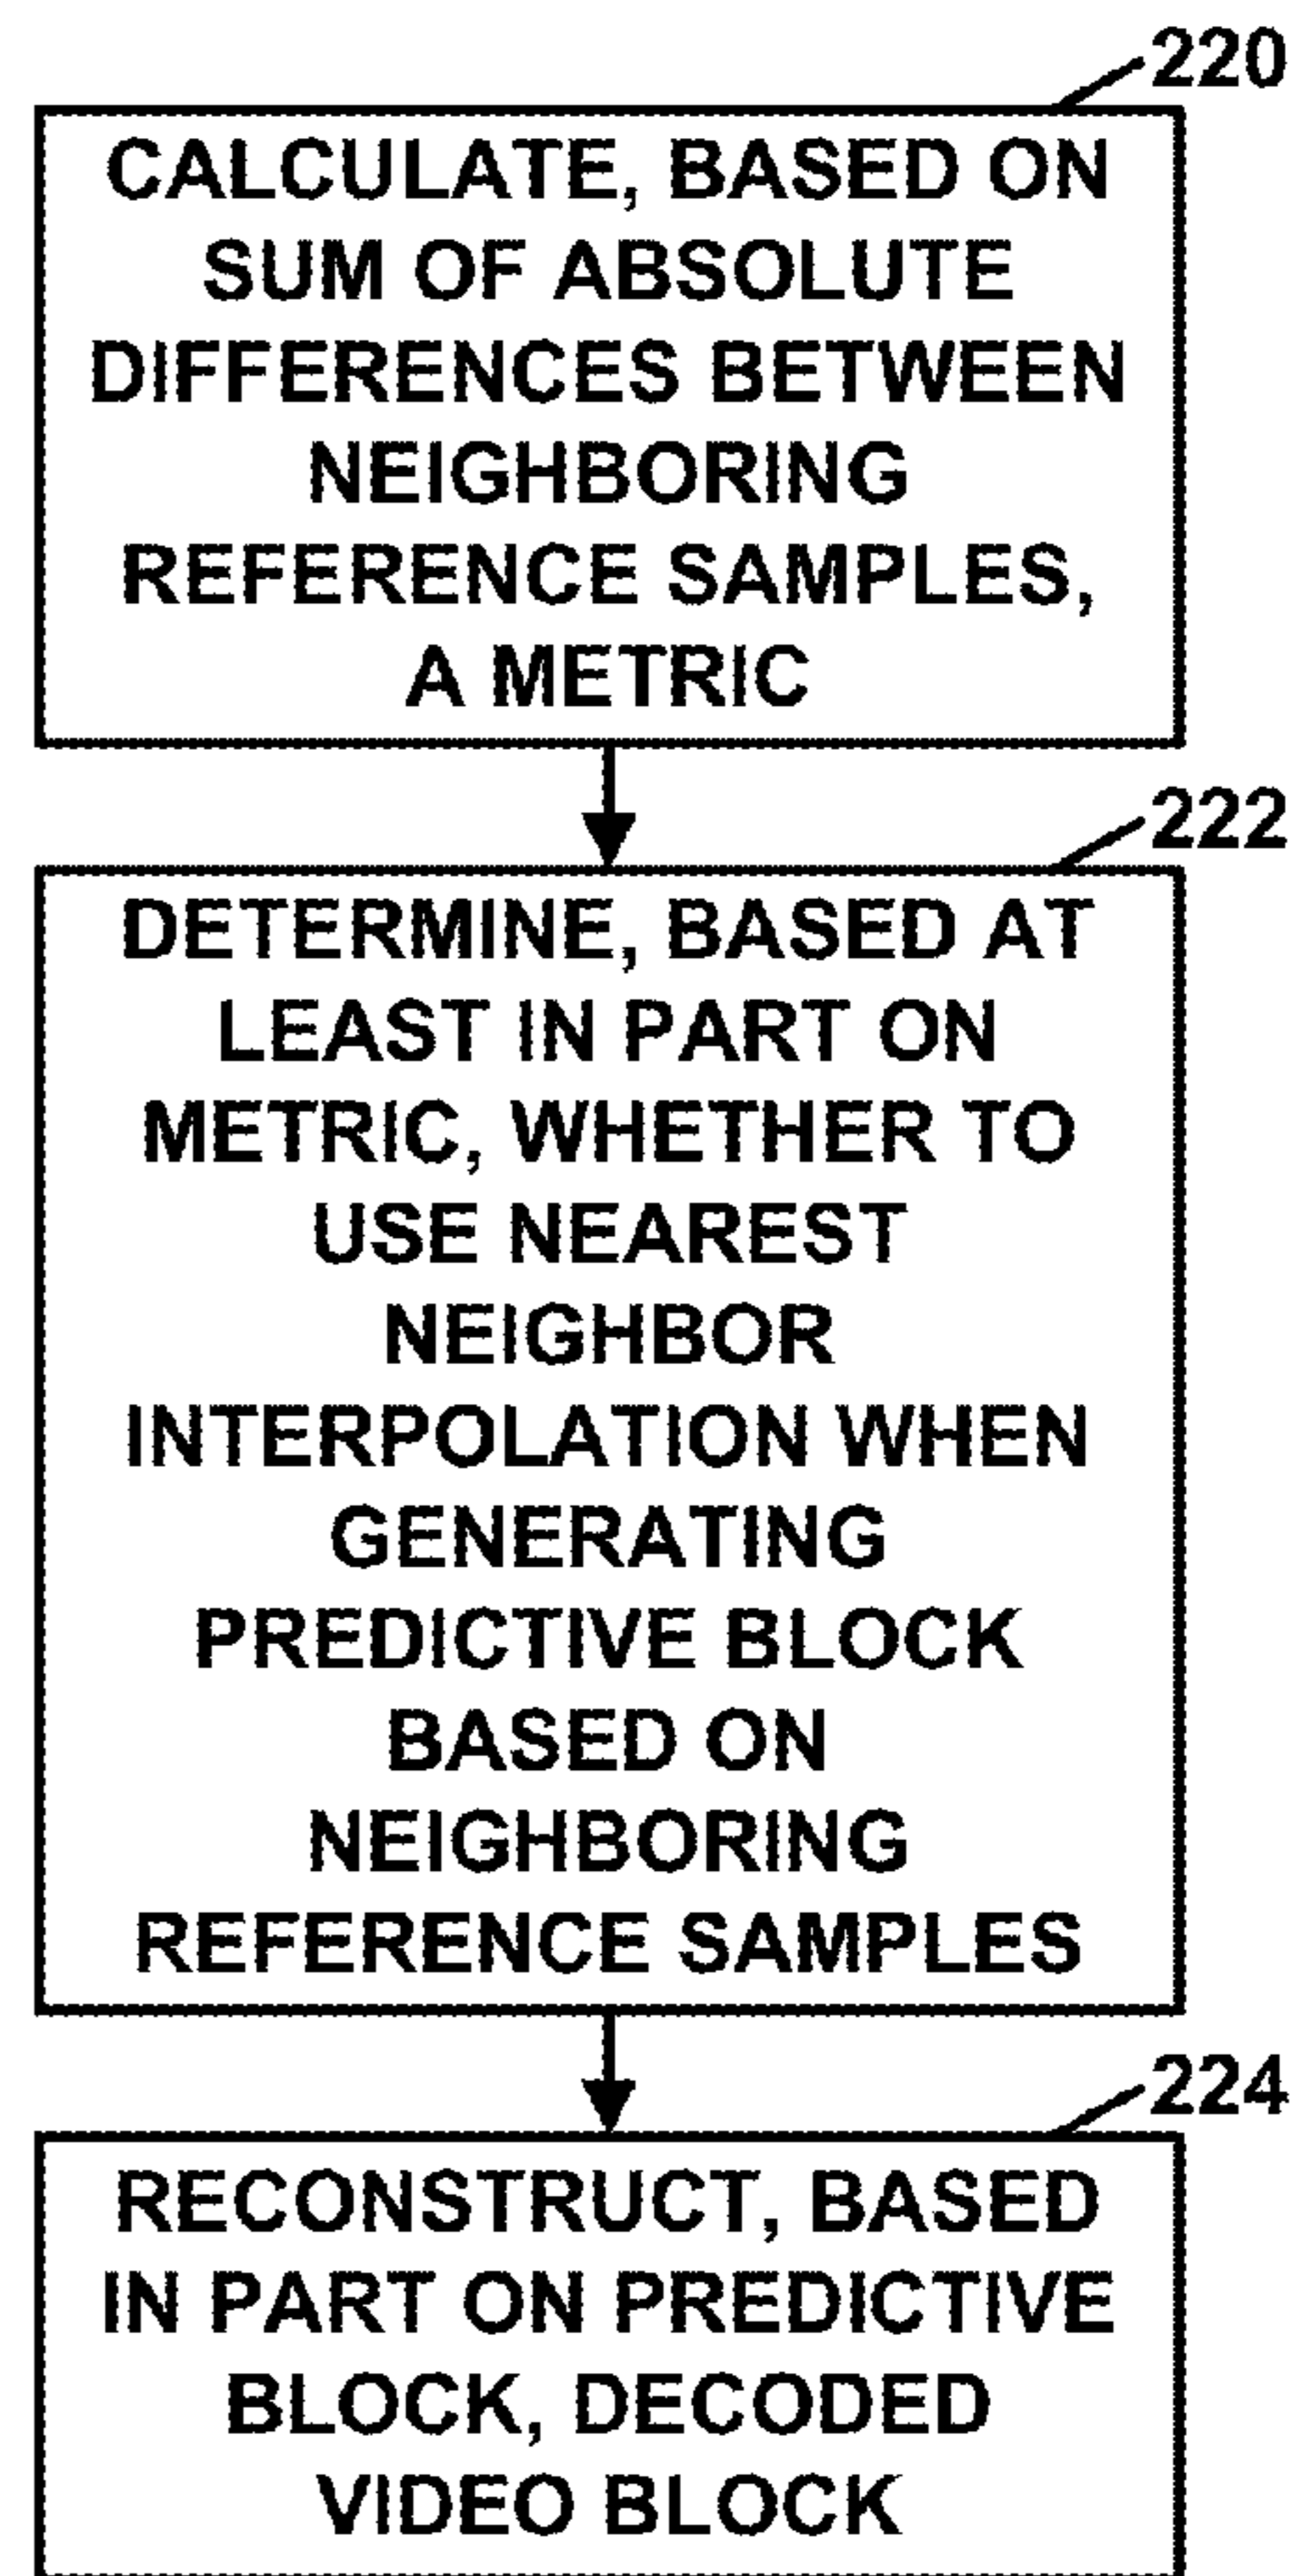 220
CALCULATE, BASED ON
SUM OF ABSOLUTE
DIFFERENCES BETWEEN
NEIGHBORING
REFERENCE SAMPLES,
A METRIC
222
DETERMINE, BASED AT
LEAST IN PART ON
METRIC, WHETHER TO
USE NEAREST
NEIGHBOR
INTERPOLATION WHEN
GENERATING
PREDICTIVE BLOCK
BASED ON
NEIGHBORING
REFERENCE SAMPLES
224
RECONSTRUCT, BASED
IN PART ON PREDICTIVE
BLOCK, DECODED
VIDEO BLOCK